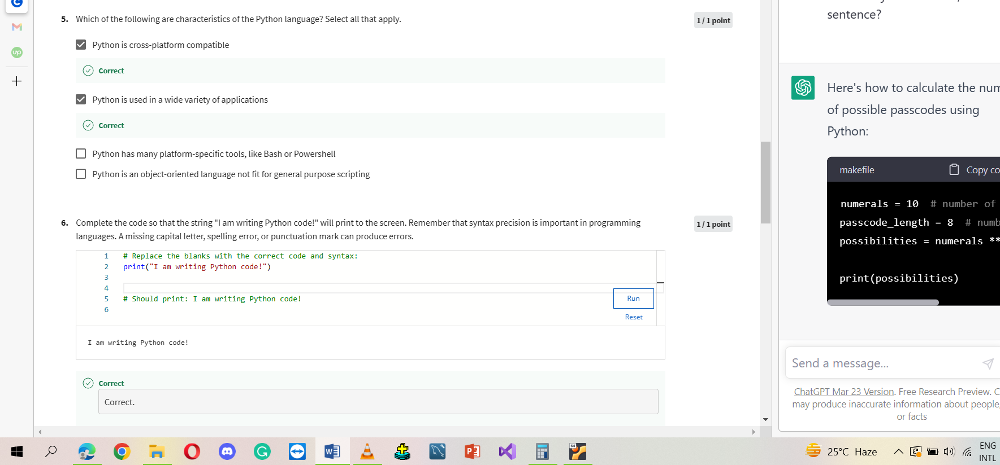 5. Which of the following are characteristics of the Python language? Select all that apply.
1 / 1 point
Python is cross-platform compatible
Correct
Python is used in a wide variety of applications
Correct
Python has many platform-specific tools, like Bash or Powershell
Python is an object-oriented language not fit for general purpose scripting
6. Complete the code so that the string "I am writing Python code!" will print to the screen. Remember that syntax precision is important in programming
languages. A missing capital letter, spelling error, or punctuation mark can produce errors.
1 / 1 point
1 # Replace the blanks with the correct code and syntax:
2 print("I am writing Python code!")
3
4
5 # Should print: I am writing Python code!
6
Run
Reset
I am writing Python code!
Correct
Correct.
sentence?
Here's how to calculate the num
of possible passcodes using
Python:
makefile Copy co
numerals = 10 # number of
passcode_length = 8 # numb
possibilities = numerals **
print(possibilities)
Send a message...
ChatGPT Mar 23 Version. Free Research Preview. C
may produce inaccurate information about people,
or facts
up
64
25°C Haze
ENG
INTL